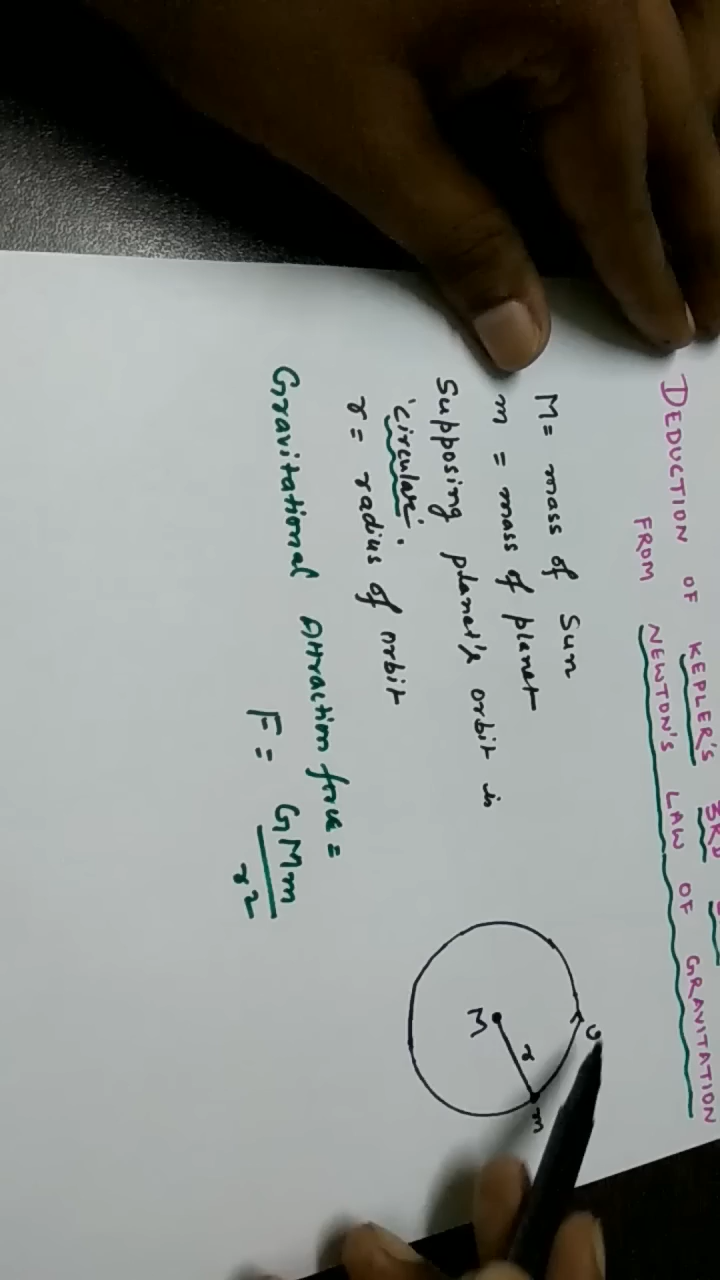 DEDUCTION OF KEPLER'S 3RD
FROM NEWTON'S LAW OF GRAVITATION
M = mass of Sun
m = mass of planet
Supposing planet's orbit is
'circular'.
r = radius of orbit
Gravitational Attraction force =
F = GMm
r2
υ
M
r
m